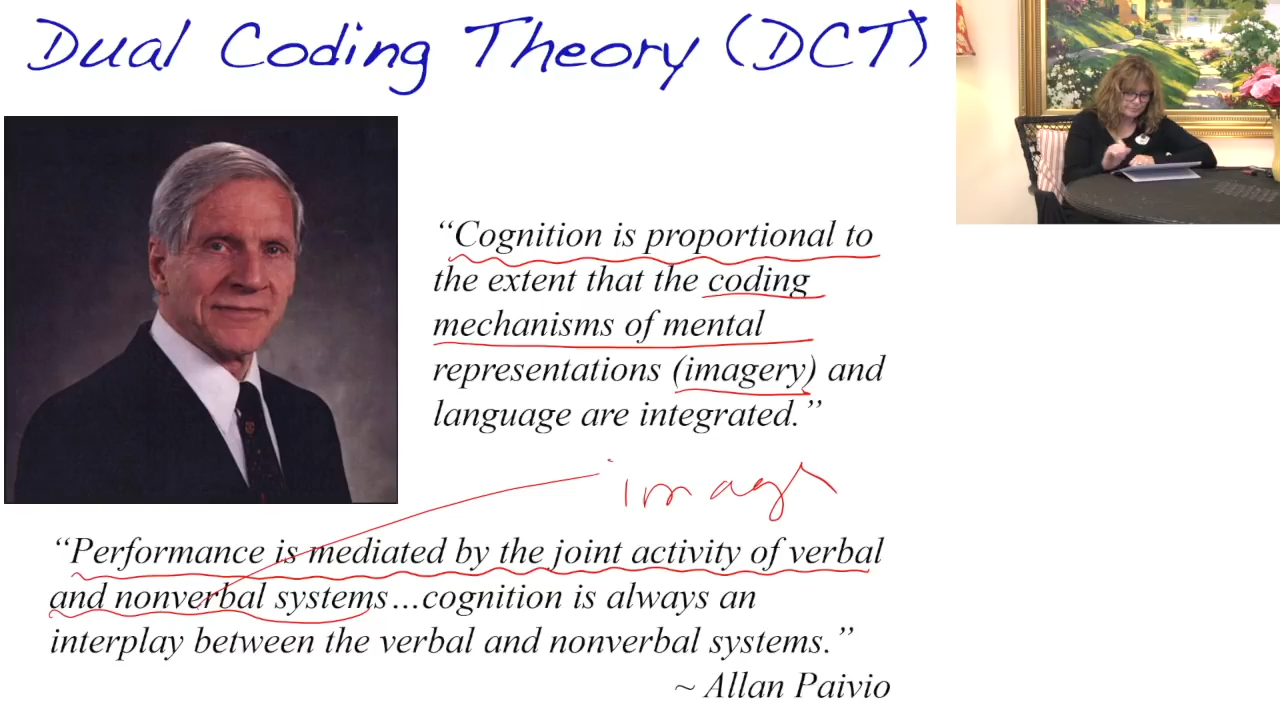 Dual Coding Theory (DCT)
“Cognition is proportional to
the extent that the coding
mechanisms of mental
representations (imagery) and
language are integrated.”
“Performance is mediated by the joint activity of verbal
and nonverbal systems…cognition is always an
interplay between the verbal and nonverbal systems.”
~ Allan Paivio